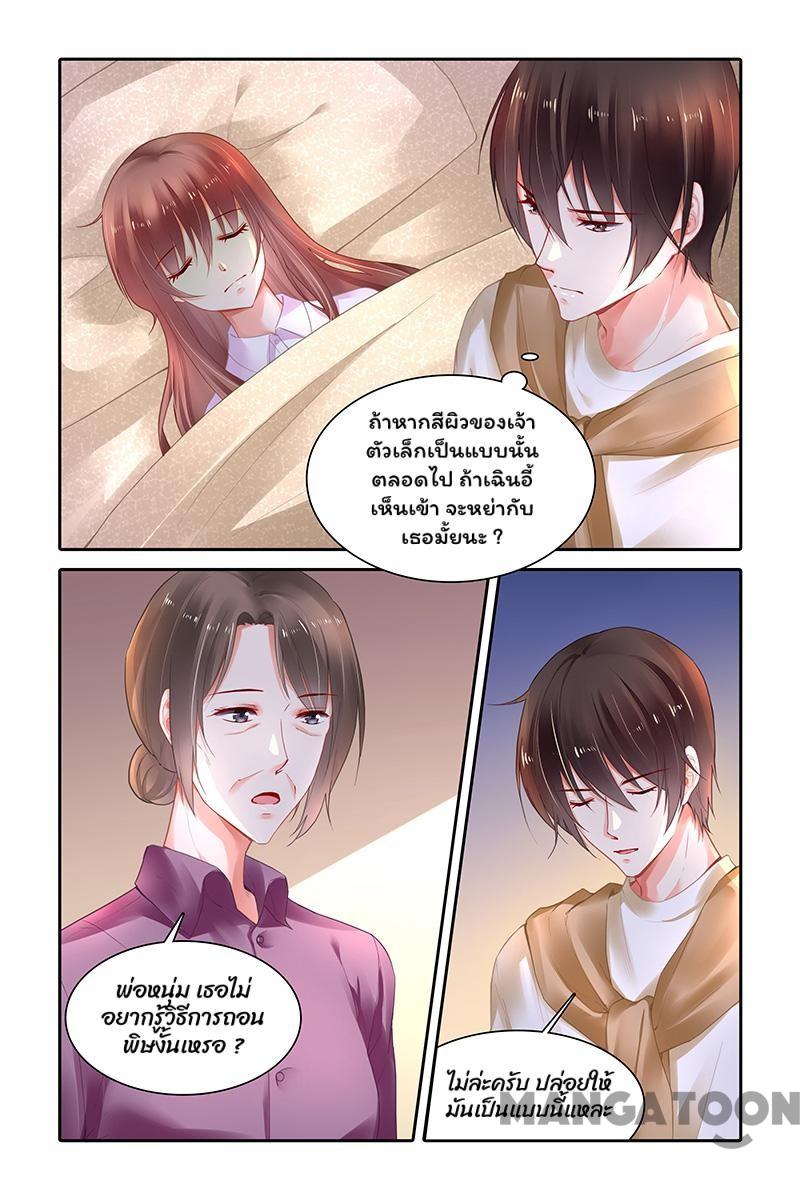 ถ้าหากสีผิวของเจ้า
ตัวเล็กเป็นแบบนั้น
ตลอดไป ถ้าเฉินอี้
เห็นเข้า จะหย่ากับ
เธอมั้ยนะ ?
พ่อหนุ่ม เธอไม่
อยากรู้วิธีการถอน
พิษงั้นเหรอ ?
ไม่ล่ะครับ ปล่อยให้
มันเป็นแบบนี้แหละ
MANGATOON